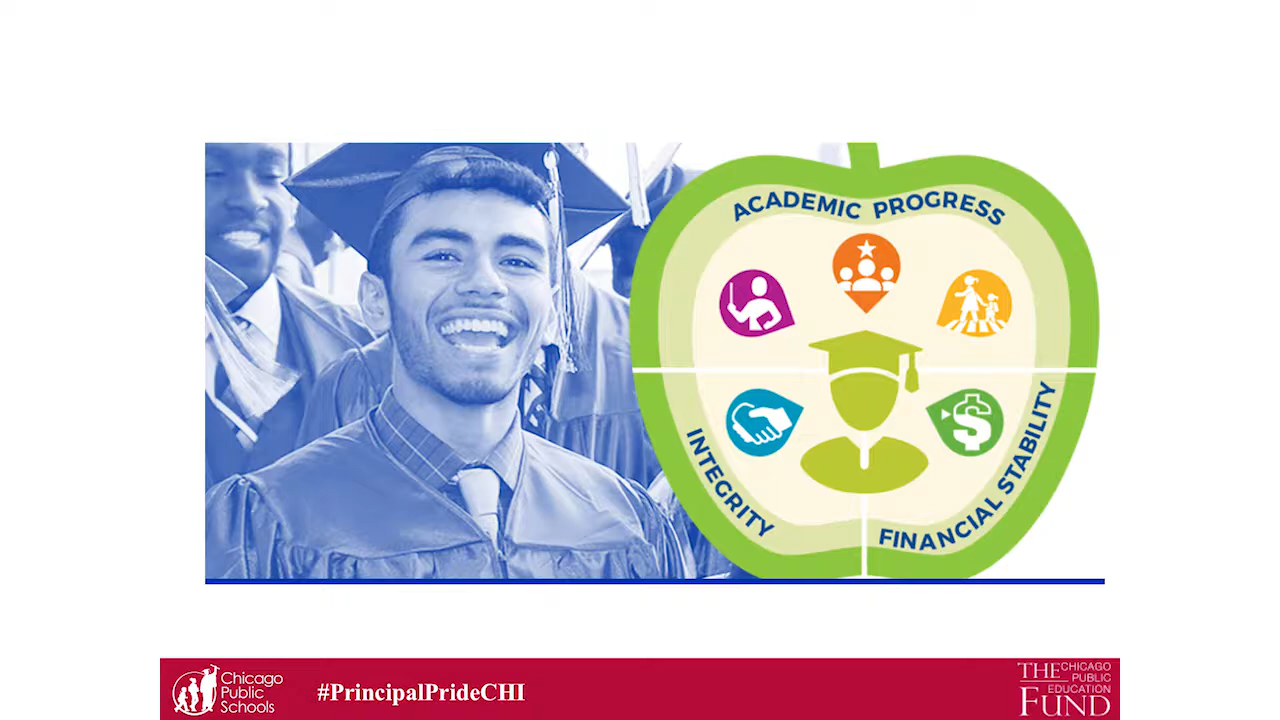 ACADEMIC PROGRESS
INTEGRITY
FINANCIAL STABILITY
Chicago
Public
Schools
#PrincipalPrideCHI
THE CHICAGO
PUBLIC
EDUCATION
FUND